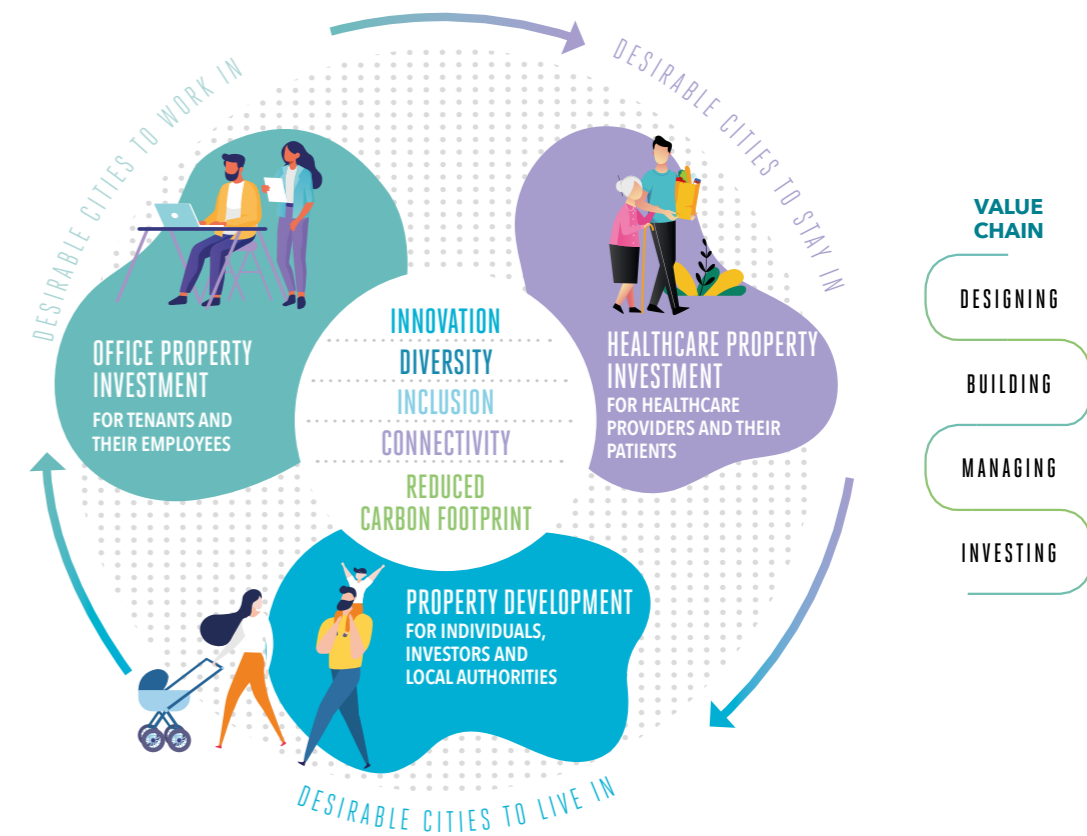 DESIRABLE CITIES TO WORK IN
DESIRABLE CITIES TO STAY IN
OFFICE PROPERTY
INVESTMENT
FOR TENANTS AND
THEIR EMPLOYEES
INNOVATION
DIVERSITY
INCLUSION
CONNECTIVITY
REDUCED
CARBON FOOTPRINT
HEALTHCARE PROPERTY
INVESTMENT
FOR HEALTHCARE
PROVIDERS AND THEIR
PATIENTS
PROPERTY DEVELOPMENT
FOR INDIVIDUALS,
INVESTORS AND
LOCAL AUTHORITIES
DESIRABLE CITIES TO LIVE IN
VALUE
CHAIN
DESIGNING
BUILDING
MANAGING
INVESTING